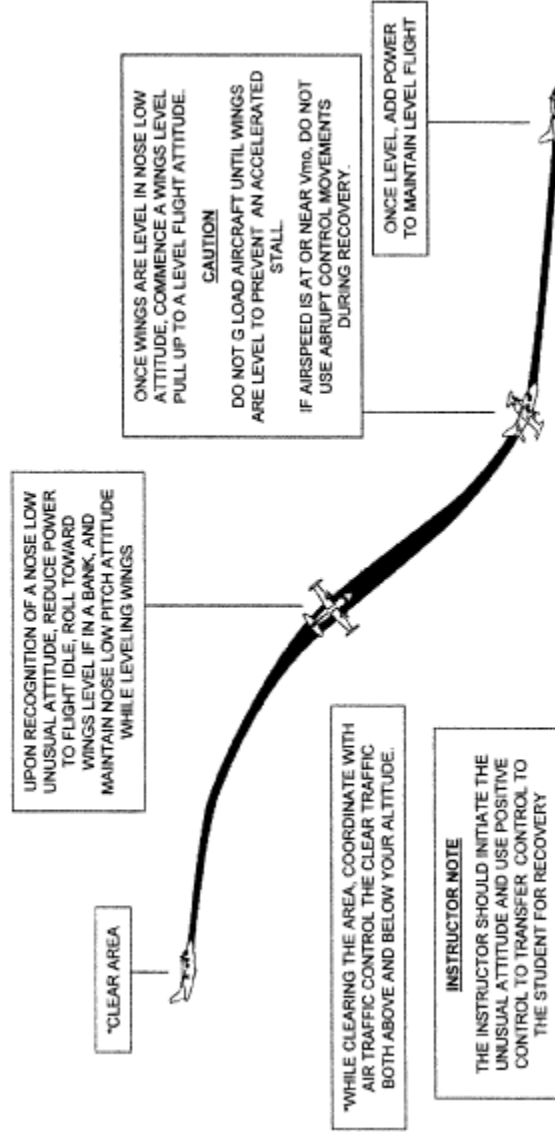 *CLEAR AREA
UPON RECOGNITION OF A NOSE LOW
UNUSUAL ATTITUDE, REDUCE POWER
TO FLIGHT IDLE, ROLL TOWARD
WINGS LEVEL IF IN A BANK, AND
MAINTAIN NOSE LOW PITCH ATTITUDE
WHILE LEVELING WINGS
ONCE WINGS ARE LEVEL IN NOSE LOW
ATTITUDE, COMMENCE A WINGS LEVEL
PULL UP TO A LEVEL FLIGHT ATTITUDE.
CAUTION
DO NOT G LOAD AIRCRAFT UNTIL WINGS
ARE LEVEL TO PREVENT AN ACCELERATED
STALL.
IF AIRSPEED IS AT OR NEAR Vmo, DO NOT
USE ABRUPT CONTROL MOVEMENTS
DURING RECOVERY.
ONCE LEVEL, ADD POWER
TO MAINTAIN LEVEL FLIGHT
*WHILE CLEARING THE AREA, COORDINATE WITH
AIR TRAFFIC CONTROL THE CLEAR TRAFFIC
BOTH ABOVE AND BELOW YOUR ALTITUDE.
INSTRUCTOR NOTE
THE INSTRUCTOR SHOULD INITIATE THE
UNUSUAL ATTITUDE AND USE POSITIVE
CONTROL TO TRANSFER CONTROL TO
THE STUDENT FOR RECOVERY